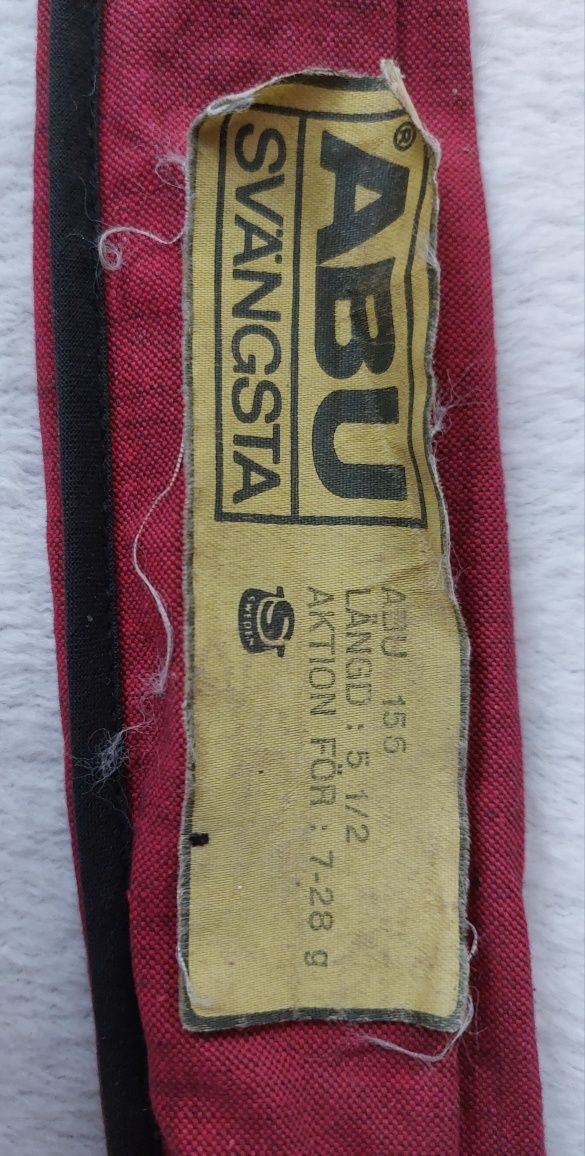 ABU®
SVÄNGSTA
ABU 156
LÄNGD : 5 1/2
AKTION FÖR : 7-28 g
SWEDEN